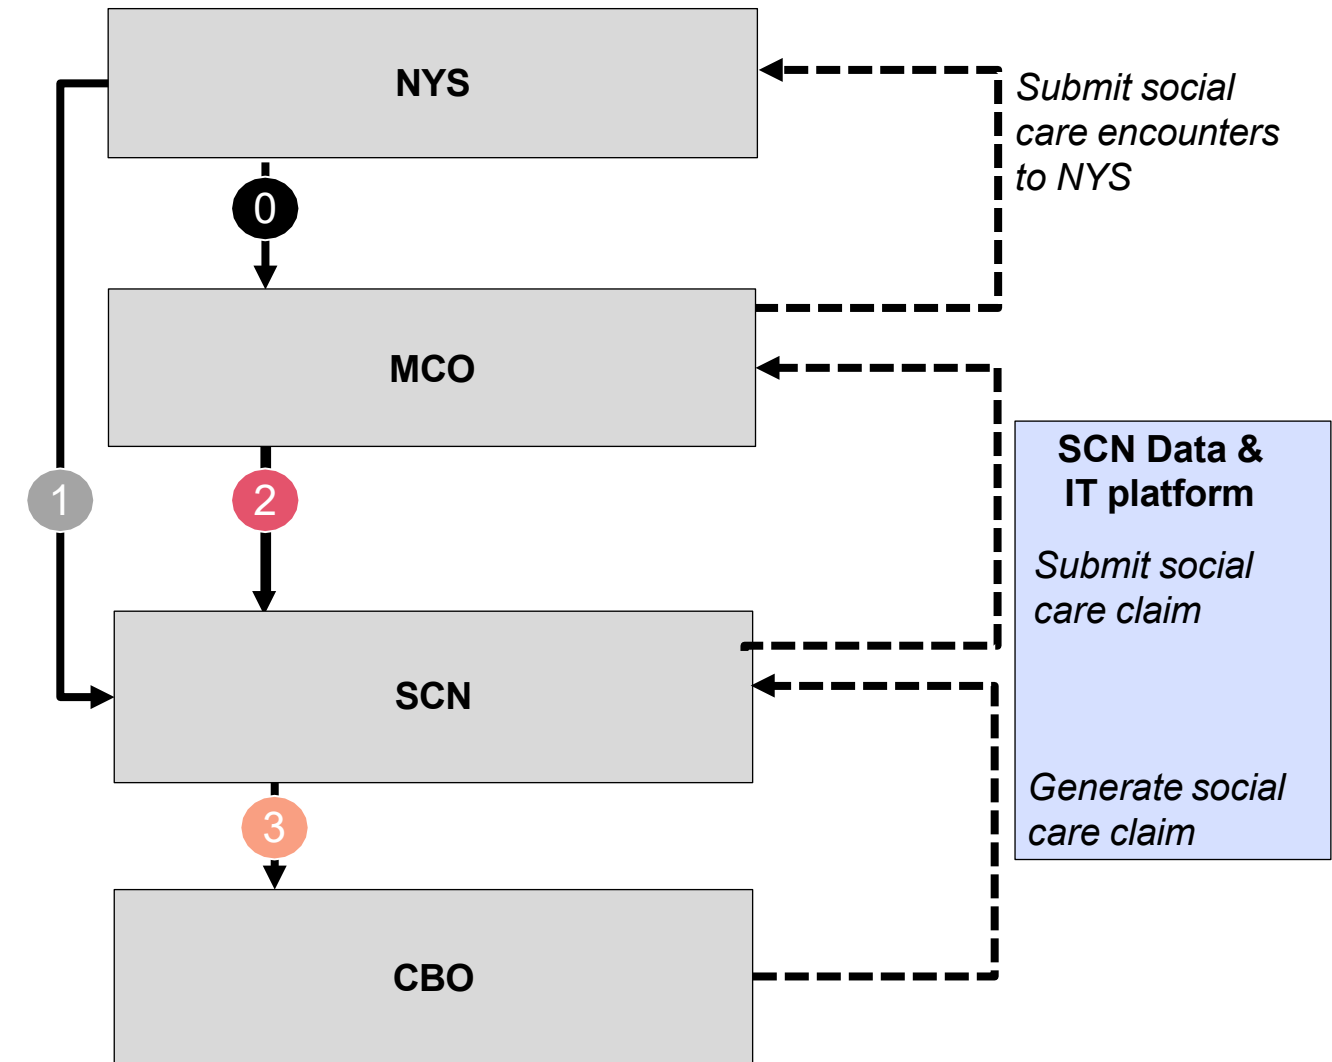 NYS
Submit social
care encounters
to NYS
0
MCO
SCN Data &
IT platform
1
2
Submit social
care claim
SCN
Generate social
care claim
3
CBO